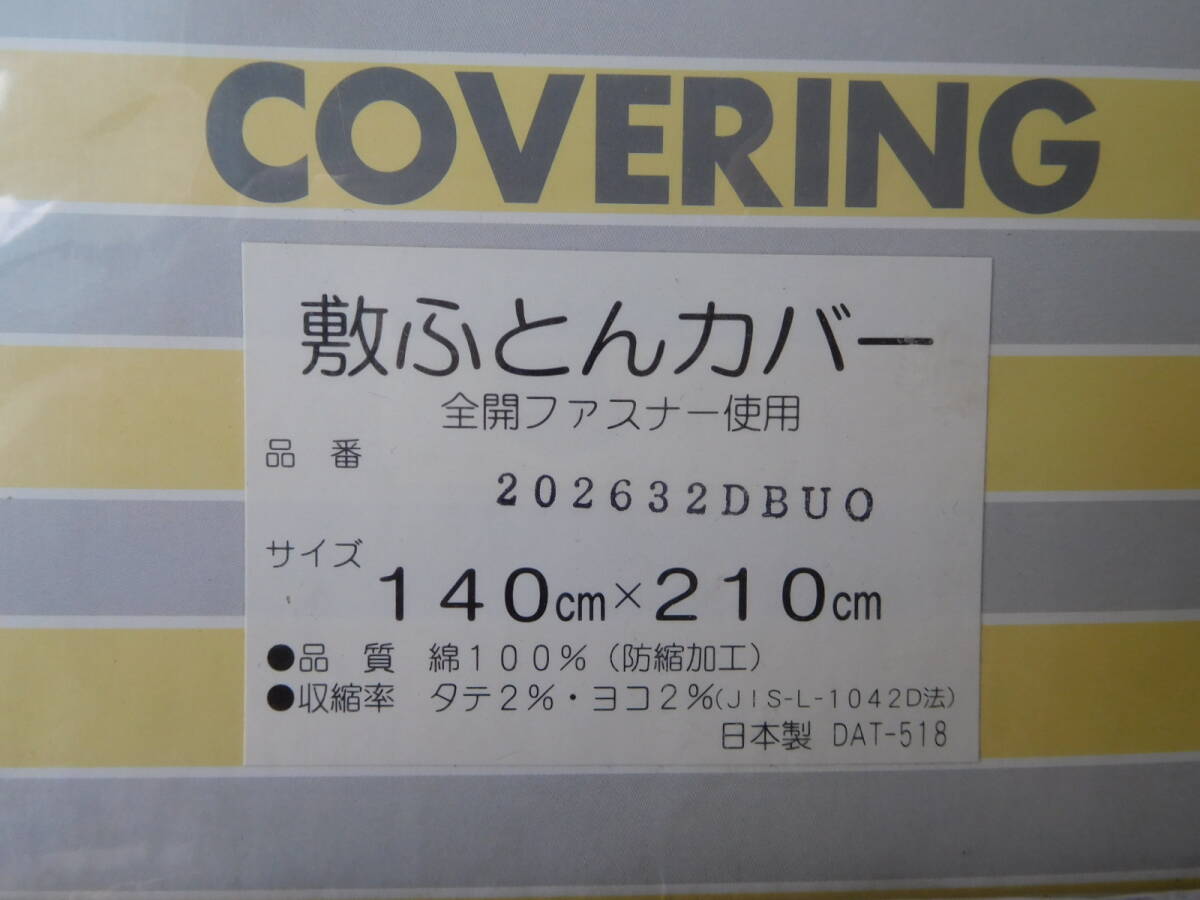 COVERING
敷ふとんカバー
全開ファスナー使用
品番
202632DBUO
サイズ
140cm×210cm
●品質 綿100%(防縮加工)
●収縮率 タテ2%・ヨコ2%(JIS-L-1042D法)
日本製 DAT-518